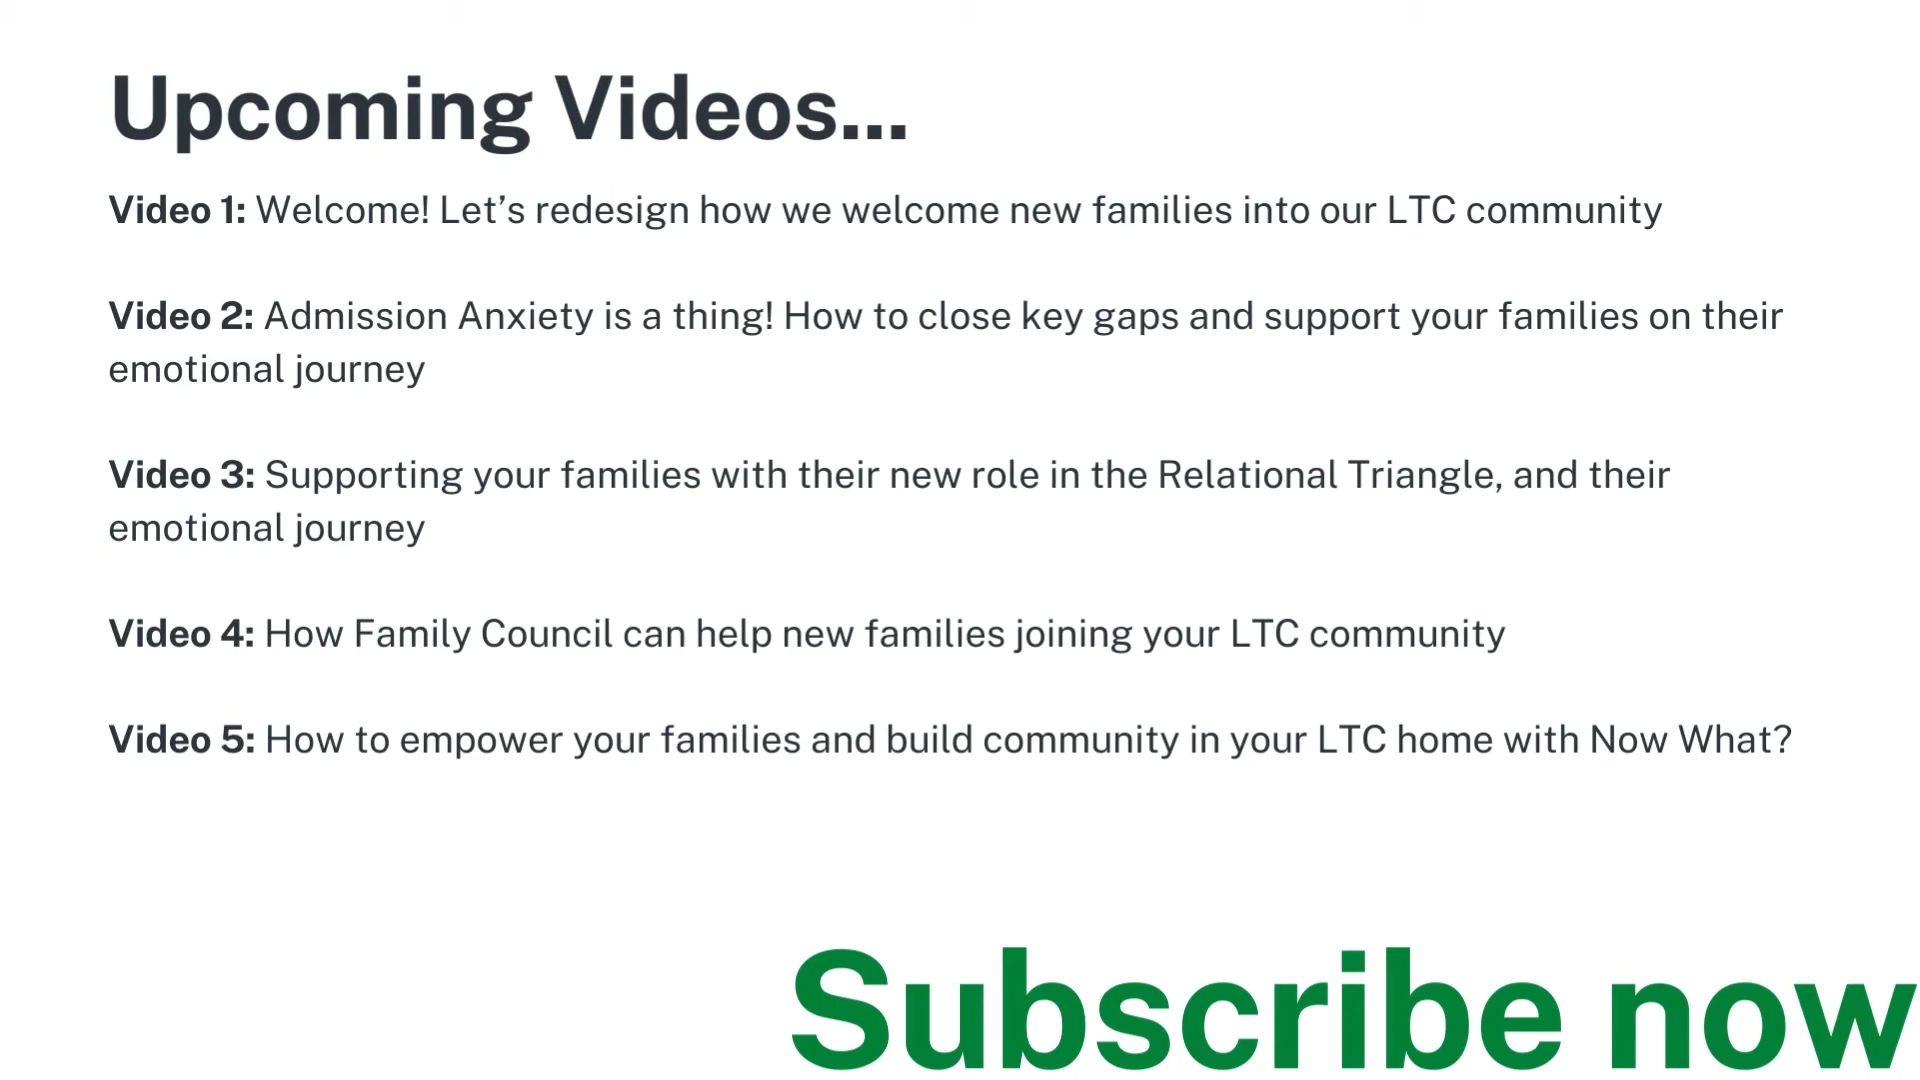 Upcoming Videos...
Video 1: Welcome! Let’s redesign how we welcome new families into our LTC community
Video 2: Admission Anxiety is a thing! How to close key gaps and support your families on their
emotional journey
Video 3: Supporting your families with their new role in the Relational Triangle, and their
emotional journey
Video 4: How Family Council can help new families joining your LTC community
Video 5: How to empower your families and build community in your LTC home with Now What?
Subscribe now